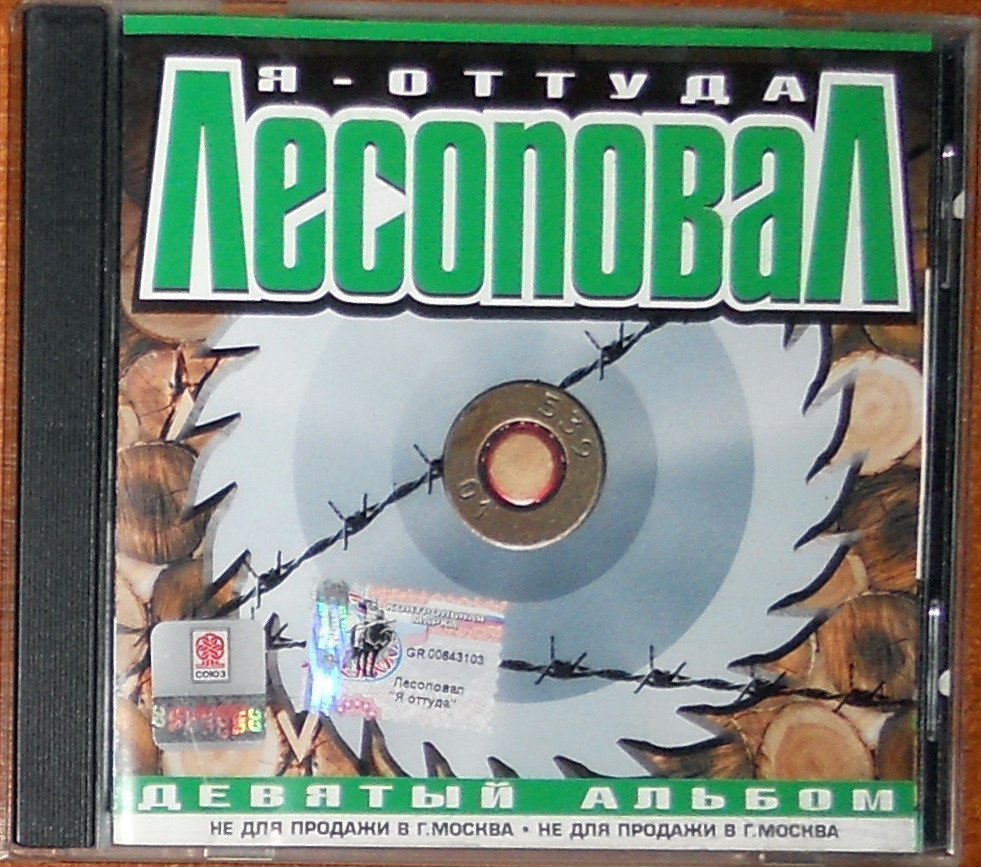 Я - ОТТУДА
Лесоповал
539
01
КОНТРОЛЬНАЯ
МАРКА
GR 00643103
Лесоповал
"Я оттуда"
СОЮЗ
ДЕВЯТЫЙ АЛЬБОМ
НЕ ДЛЯ ПРОДАЖИ В Г.МОСКВА • НЕ ДЛЯ ПРОДАЖИ В Г.МОСКВА